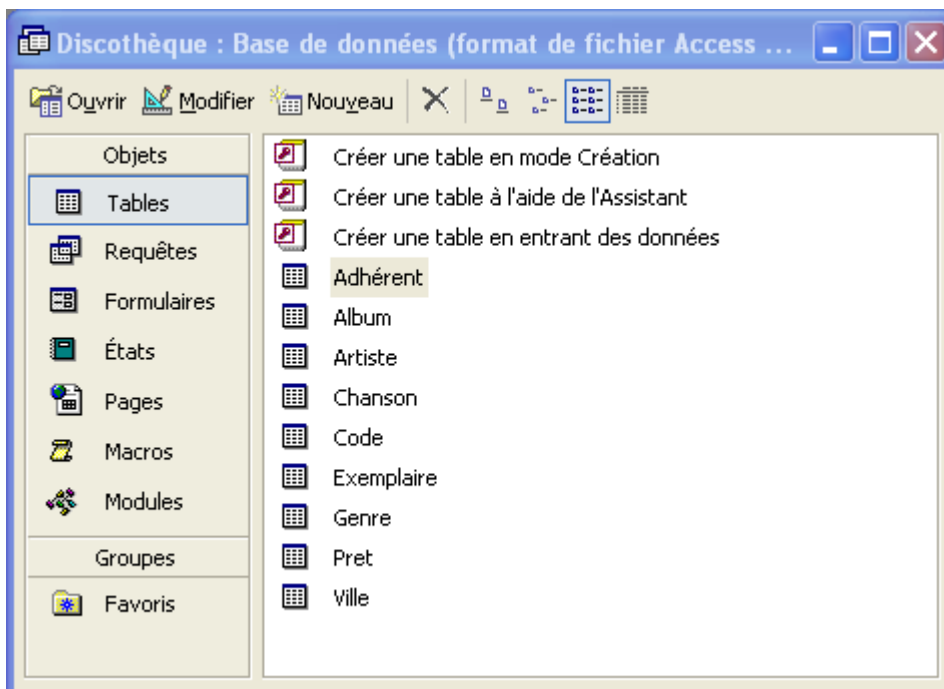 Discothèque : Base de données (format de fichier Access ...
Ouvrir Modifier Nouveau
Objets
Tables
Requêtes
Formulaires
États
Pages
Macros
Modules
Groupes
Favoris
Créer une table en mode Création
Créer une table à l'aide de l'Assistant
Créer une table en entrant des données
Adhérent
Album
Artiste
Chanson
Code
Exemplaire
Genre
Pret
Ville